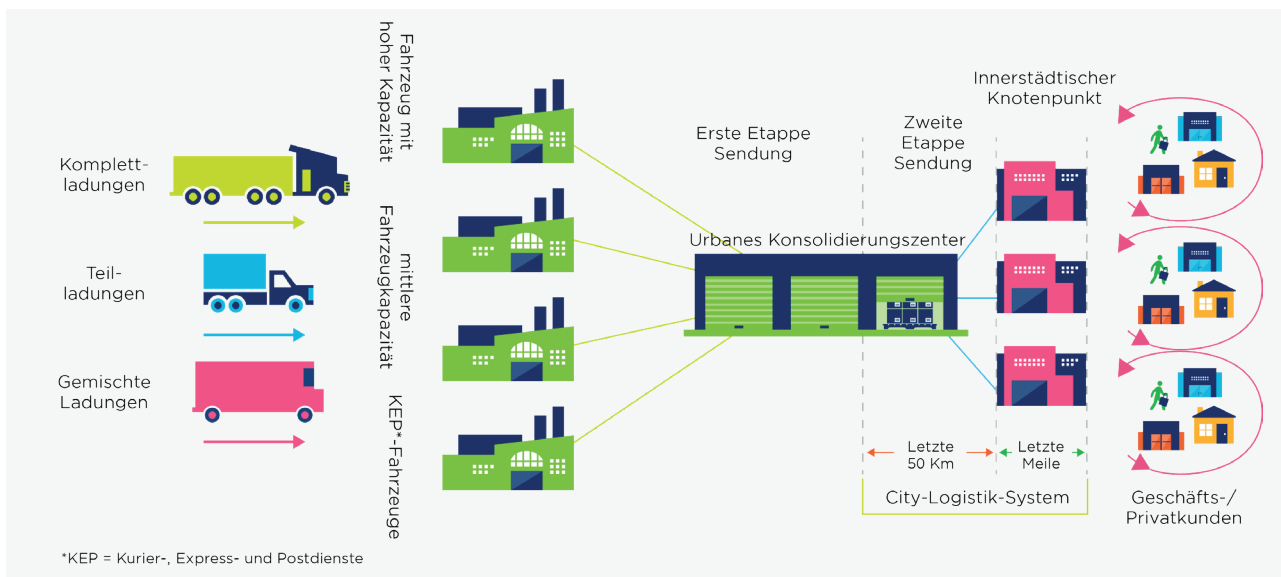 Komplett-
ladungen
Teil-
ladungen
Gemischte
Ladungen
Fahrzeug mit
hoher Kapazität
mittlere
Fahrzeugkapazität
KEP*-Fahrzeuge
Erste Etappe
Sendung
Zweite
Etappe
Sendung
Innerstädtischer
Knotenpunkt
Urbanes Konsolidierungszenter
Letzte
50 Km
Letzte
Meile
City-Logistik-System
Geschäfts-/
Privatkunden
*KEP = Kurier-, Express- und Postdienste